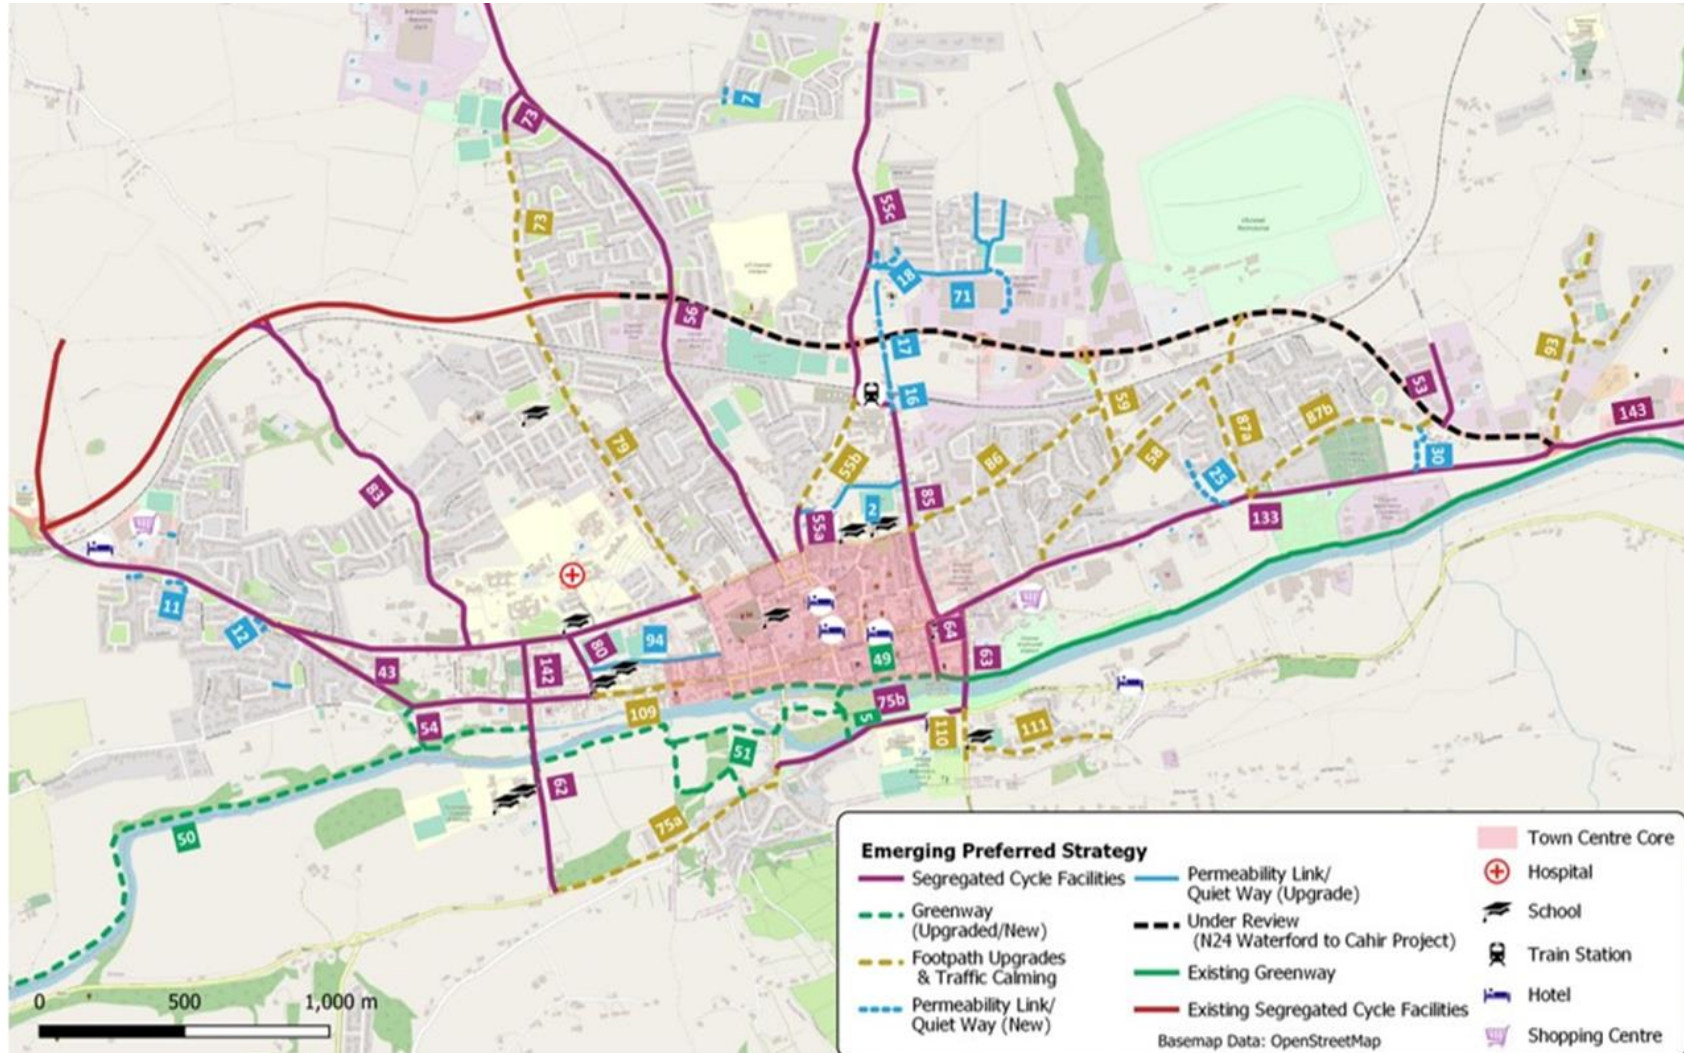 7
73
73
55c
18
71
56
17
53
93
16
59
143
79
55b
86
58
87a
87b
30
25
83
2
85
55a
133
11
12
94
80
64
63
43
142
49
54
109
75b
5
110
111
51
62
50
75a
Emerging Preferred Strategy
Segregated Cycle Facilities
Greenway
(Upgraded/New)
Footpath Upgrades
& Traffic Calming
Permeability Link/
Quiet Way (New)
Permeability Link/
Quiet Way (Upgrade)
Under Review
(N24 Waterford to Cahir Project)
Existing Greenway
Existing Segregated Cycle Facilities
Basemap Data: OpenStreetMap
Town Centre Core
Hospital
School
Train Station
Hotel
Shopping Centre
0 500 1,000 m